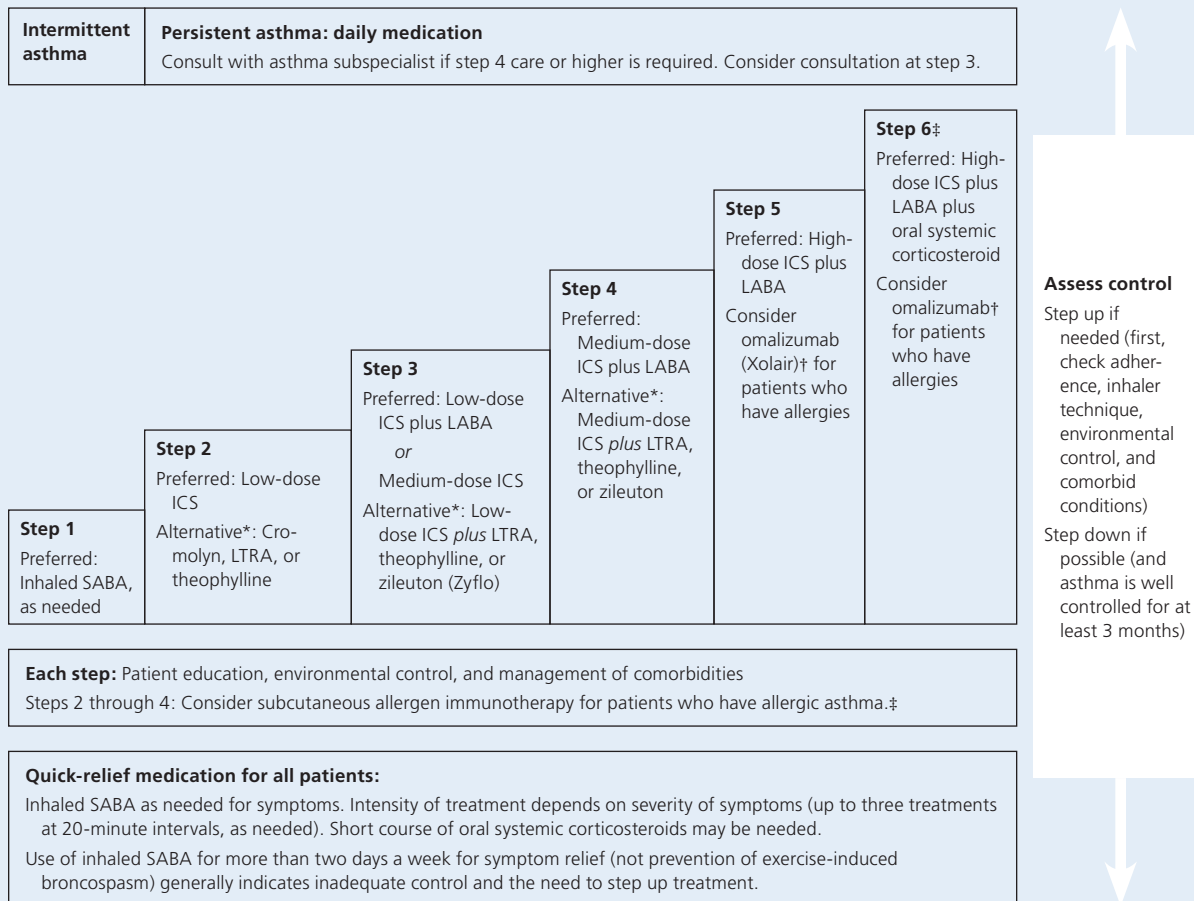 Intermittent
asthma
Persistent asthma: daily medication
Consult with asthma subspecialist if step 4 care or higher is required. Consider consultation at step 3.
Step 1
Preferred:
Inhaled SABA,
as needed
Step 2
Preferred: Low-dose
ICS
Alternative*: Cro-
molyn, LTRA, or
theophylline
Step 3
Preferred: Low-dose
ICS plus LABA
or
Medium-dose ICS
Alternative*: Low-
dose ICS plus LTRA,
theophylline, or
zileuton (Zyflo)
Step 4
Preferred:
Medium-dose
ICS plus LABA
Alternative*:
Medium-dose
ICS plus LTRA,
theophylline,
or zileuton
Step 5
Preferred: High-
dose ICS plus
LABA
Consider
omalizumab
(Xolair)† for
patients who
have allergies
Step 6‡
Preferred: High-
dose ICS plus
LABA plus
oral systemic
corticosteroid
Consider
omalizumab†
for patients
who have
allergies
Assess control
Step up if
needed (first,
check adher-
ence, inhaler
technique,
environmental
control, and
comorbid
conditions)
Step down if
possible (and
asthma is well
controlled for at
least 3 months)
Each step: Patient education, environmental control, and management of comorbidities
Steps 2 through 4: Consider subcutaneous allergen immunotherapy for patients who have allergic asthma.‡
Quick-relief medication for all patients:
Inhaled SABA as needed for symptoms. Intensity of treatment depends on severity of symptoms (up to three treatments
at 20-minute intervals, as needed). Short course of oral systemic corticosteroids may be needed.
Use of inhaled SABA for more than two days a week for symptom relief (not prevention of exercise-induced
broncospasm) generally indicates inadequate control and the need to step up treatment.